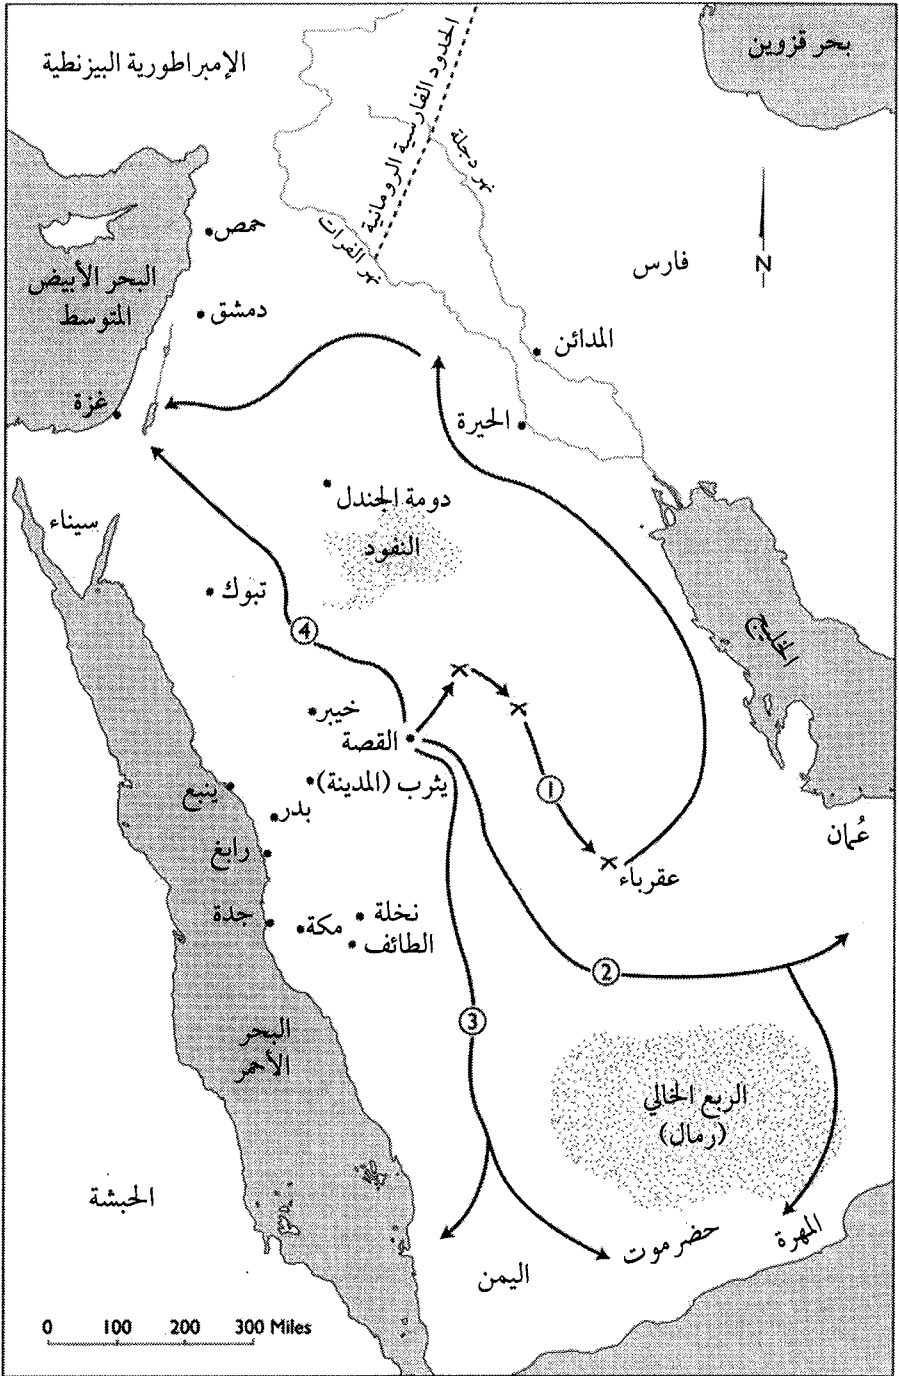 الإمبراطورية البيزنطية
الحدود الفارسية الرومانية
بحر قزوين
نهر دجلة
نهر الفرات
حمص
فارس
N
البحر الأبيض
المتوسط
دمشق
المدائن
غزة
الحيرة
دومة الجندل
سيناء
النفود
تبوك
4
الخليج
خيبر
القصة
يثرب (المدينة)
ينبع
1
بدر
عُمان
رابغ
عقرباء
جدة
مكة
نخلة
الطائف
2
3
البحر
الأحمر
الربع الخالي
(رمال)
الحبشة
حضرموت
المهرة
اليمن
0 100 200 300 Miles